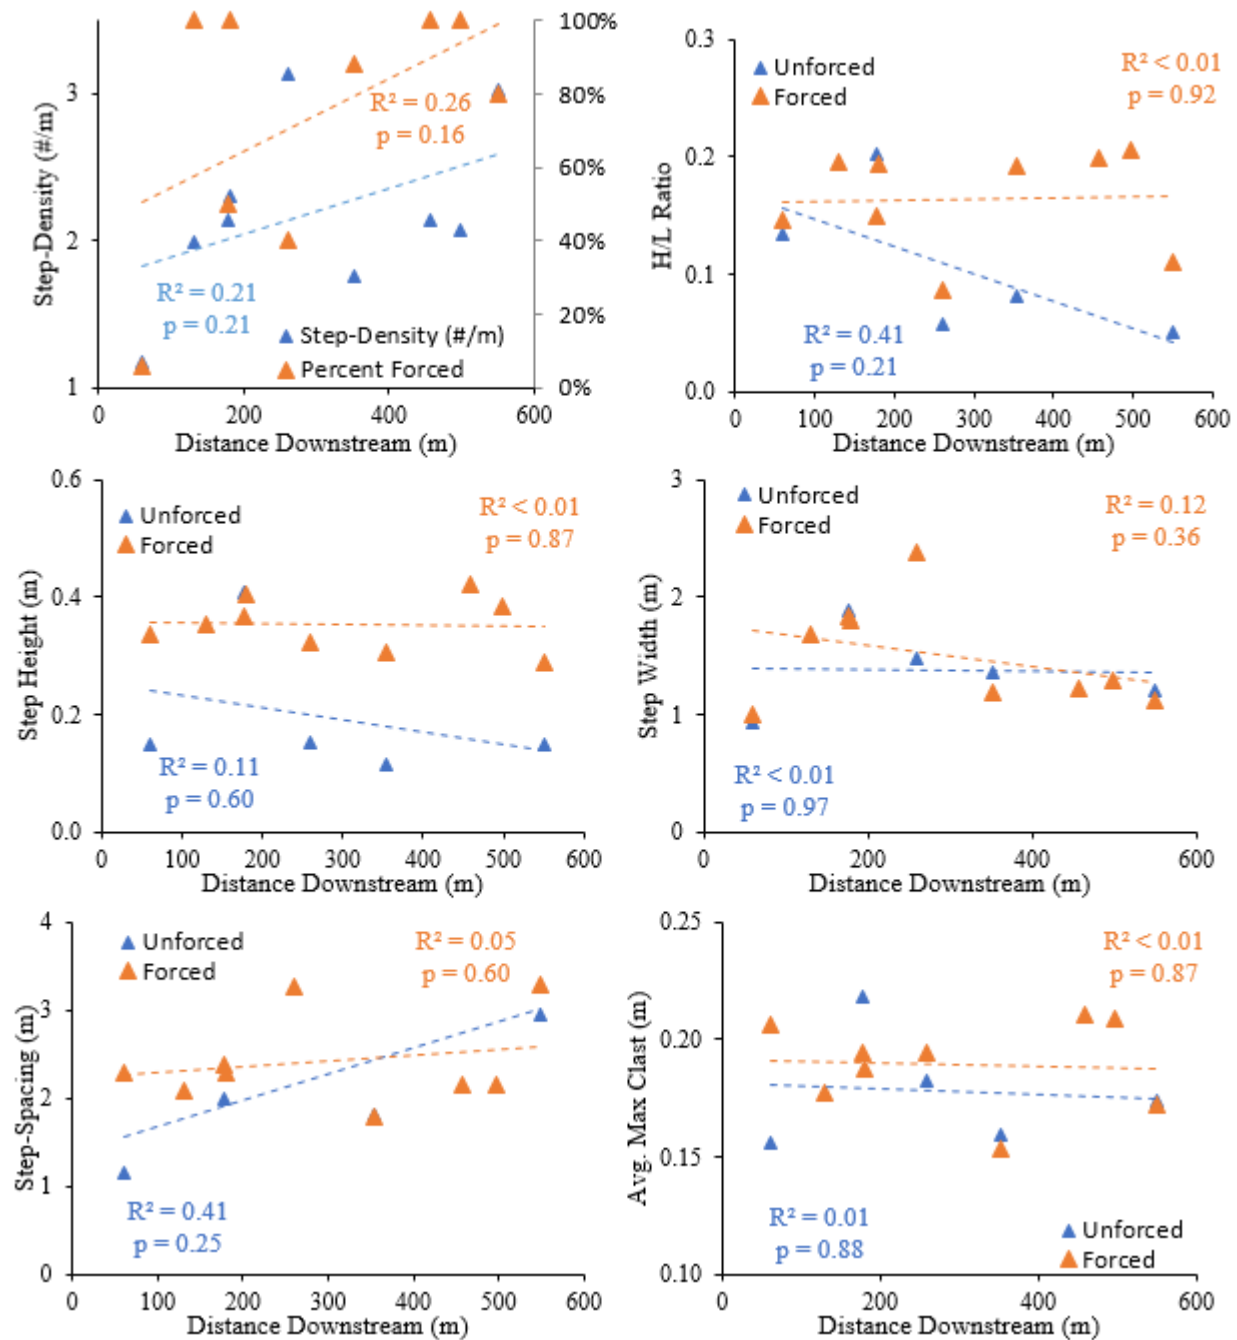 100%
3
80%
R² = 0.26
p = 0.16
60%
Step-Density (#/m)
2
40%
R² = 0.21
p = 0.21
20%
Step-Density (#/m)
Percent Forced
1
0%
0 200 400 600
Distance Downstream (m)
0.3
Unforced
Forced
R² < 0.01
p = 0.92
0.2
H/L Ratio
0.1
R² = 0.41
p = 0.21
0.0
0 100 200 300 400 500 600
Distance Downstream (m)
0.6
Unforced
Forced
R² < 0.01
p = 0.87
0.4
Step Height (m)
0.2
R² = 0.11
p = 0.60
0.0
0 100 200 300 400 500 600
Distance Downstream (m)
3
Unforced
Forced
R² = 0.12
p = 0.36
2
Step Width (m)
1
R² < 0.01
p = 0.97
0
0 200 400 600
Distance Downstream (m)
4
Unforced
Forced
R² = 0.05
p = 0.60
3
Step-Spacing (m)
2
1
R² = 0.41
p = 0.25
0
0 100 200 300 400 500 600
Distance Downstream (m)
0.25
R² < 0.01
p = 0.87
0.20
Avg. Max Clast (m)
0.15
R² = 0.01
p = 0.88
Unforced
Forced
0.10
0 200 400 600
Distance Downstream (m)